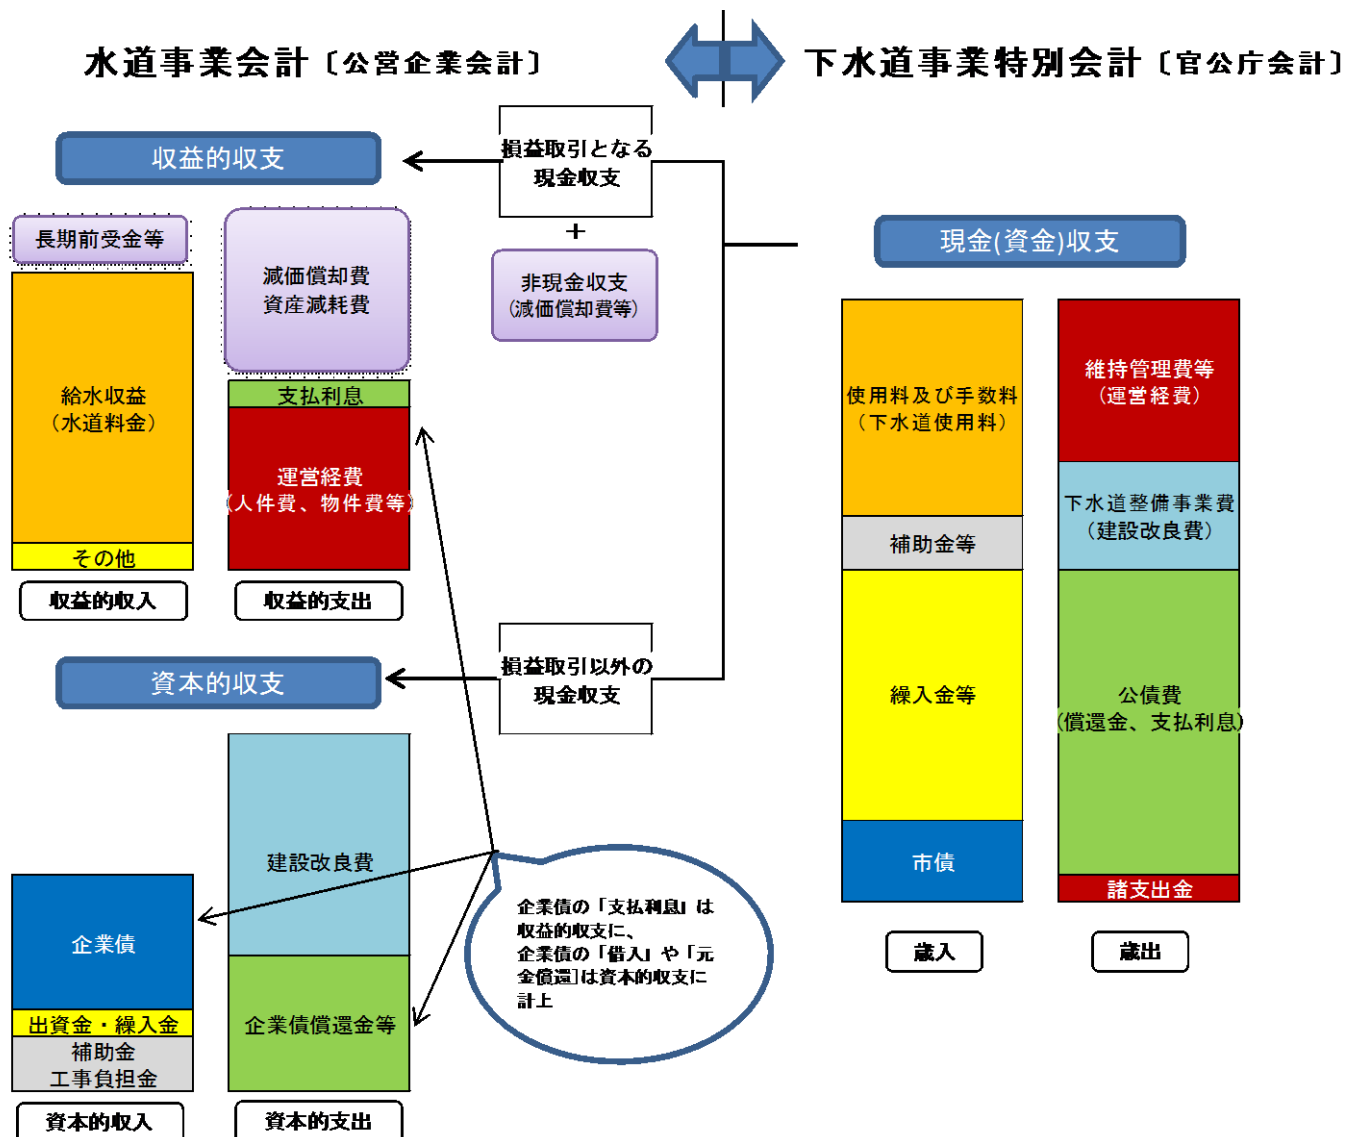 水道事業会計〔公営企業会計〕
下水道事業特別会計〔官公庁会計〕
収益的収支
損益取引となる
現金収支
＋
非現金収支
(減価償却費等)
現金(資金)収支
長期前受金等
給水収益
(水道料金)
その他
収益的収入
減価償却費
資産減耗費
支払利息
運営経費
(人件費、物件費等)
収益的支出
資本的収支
損益取引以外の
現金収支
企業債
出資金・繰入金
補助金
工事負担金
資本的収入
建設改良費
企業債償還金等
資本的支出
企業債の「支払利息」は
収益的収支に、
企業債の「借入」や「元
金償還]は資本的収支に
計上
使用料及び手数料
(下水道使用料)
補助金等
繰入金等
市債
歳入
維持管理費等
(運営経費)
下水道整備事業費
(建設改良費)
公債費
(償還金、支払利息)
諸支出金
歳出